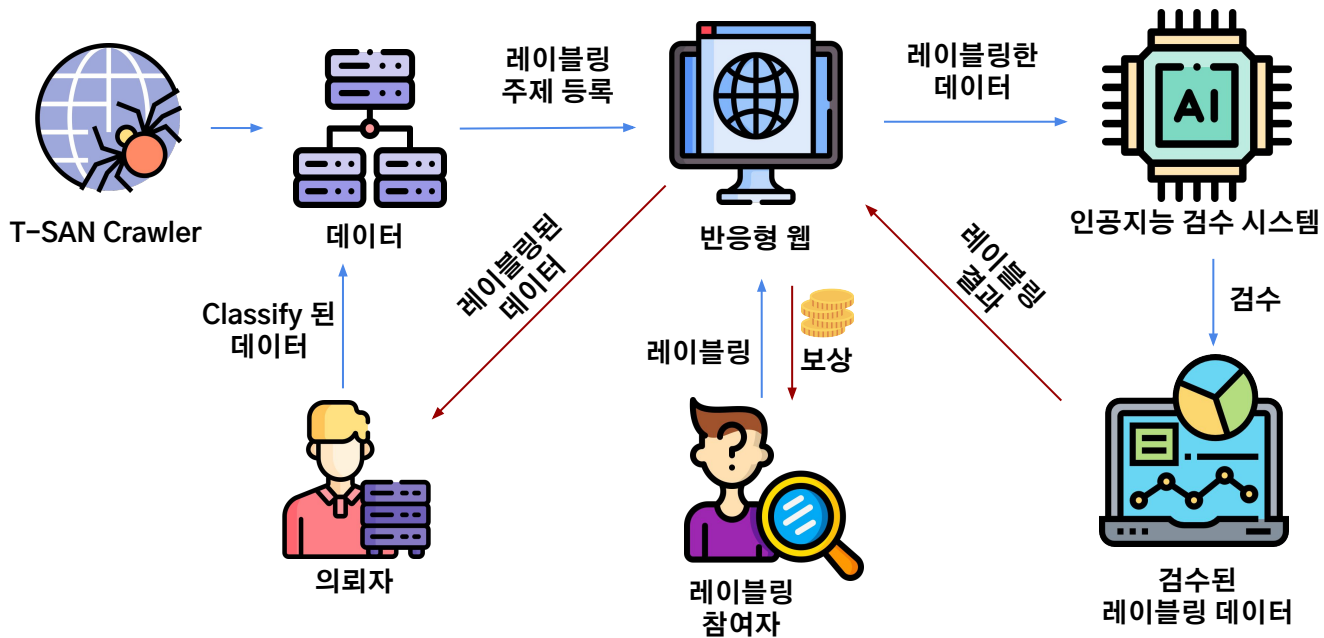 레이블링
주제 등록
레이블링한
데이터
AI
T-SAN Crawler
데이터
반응형 웹
인공지능 검수 시스템
레이블링된
데이터
레이블링
결과
Classify 된
데이터
레이블링
보상
검수
의뢰자
레이블링
참여자
검수된
레이블링 데이터